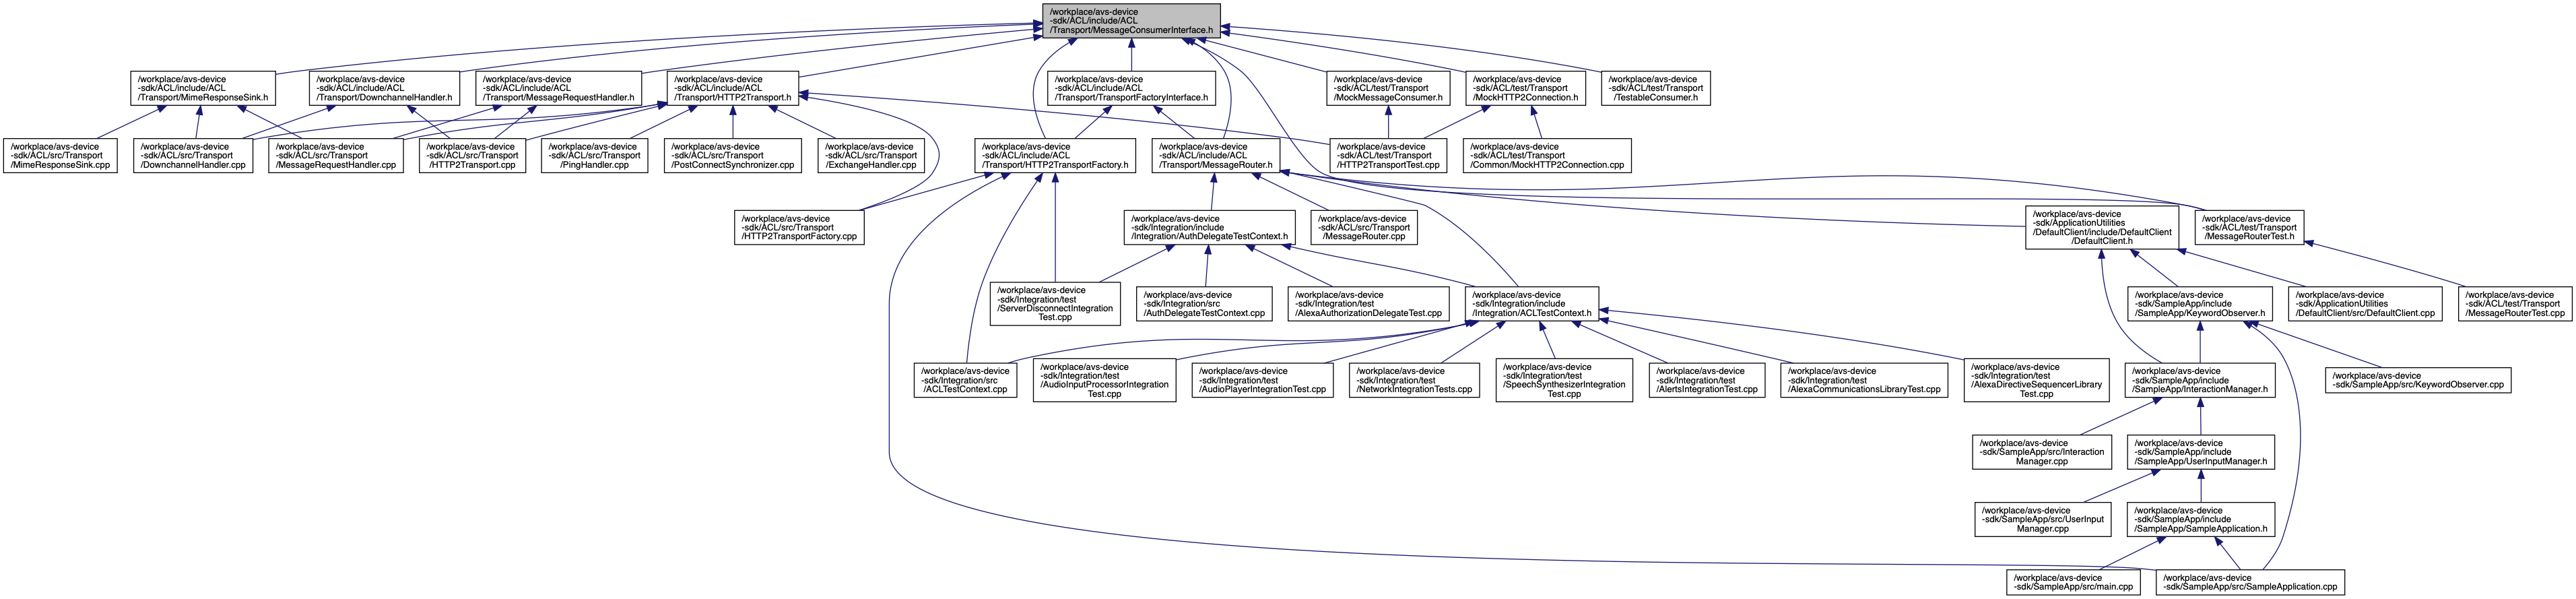 /workplace/avs-device
-sdk/ACL/include/ACL
/Transport/MessageConsumerInterface.h
/workplace/avs-device
-sdk/ACL/include/ACL
/Transport/MimeResponseSink.h
/workplace/avs-device
-sdk/ACL/include/ACL
/Transport/DownchannelHandler.h
/workplace/avs-device
-sdk/ACL/include/ACL
/Transport/MessageRequestHandler.h
/workplace/avs-device
-sdk/ACL/include/ACL
/Transport/HTTP2Transport.h
/workplace/avs-device
-sdk/ACL/include/ACL
/Transport/TransportFactoryInterface.h
/workplace/avs-device
-sdk/ACL/test/Transport
/MockMessageConsumer.h
/workplace/avs-device
-sdk/ACL/test/Transport
/MockHTTP2Connection.h
/workplace/avs-device
-sdk/ACL/test/Transport
/TestableConsumer.h
/workplace/avs-device
-sdk/ACL/src/Transport
/MimeResponseSink.cpp
/workplace/avs-device
-sdk/ACL/src/Transport
/DownchannelHandler.cpp
/workplace/avs-device
-sdk/ACL/src/Transport
/MessageRequestHandler.cpp
/workplace/avs-device
-sdk/ACL/src/Transport
/HTTP2Transport.cpp
/workplace/avs-device
-sdk/ACL/src/Transport
/PingHandler.cpp
/workplace/avs-device
-sdk/ACL/src/Transport
/PostConnectSynchronizer.cpp
/workplace/avs-device
-sdk/ACL/src/Transport
/ExchangeHandler.cpp
/workplace/avs-device
-sdk/ACL/include/ACL
/Transport/HTTP2TransportFactory.h
/workplace/avs-device
-sdk/ACL/include/ACL
/Transport/MessageRouter.h
/workplace/avs-device
-sdk/ACL/test/Transport
/HTTP2TransportTest.cpp
/workplace/avs-device
-sdk/ACL/test/Transport
/Common/MockHTTP2Connection.cpp
/workplace/avs-device
-sdk/ACL/src/Transport
/HTTP2TransportFactory.cpp
/workplace/avs-device
-sdk/Integration/include
/Integration/AuthDelegateTestContext.h
/workplace/avs-device
-sdk/ACL/src/Transport
/MessageRouter.cpp
/workplace/avs-device
-sdk/ApplicationUtilities
/DefaultClient/include/DefaultClient
/DefaultClient.h
/workplace/avs-device
-sdk/ACL/test/Transport
/MessageRouterTest.h
/workplace/avs-device
-sdk/Integration/test
/ServerDisconnectIntegration
Test.cpp
/workplace/avs-device
-sdk/Integration/src
/AuthDelegateTestContext.cpp
/workplace/avs-device
-sdk/Integration/test
/AlexaAuthorizationDelegateTest.cpp
/workplace/avs-device
-sdk/Integration/include
/Integration/ACLTestContext.h
/workplace/avs-device
-sdk/SampleApp/include
/SampleApp/KeywordObserver.h
/workplace/avs-device
-sdk/ApplicationUtilities
/DefaultClient/src/DefaultClient.cpp
/workplace/avs-device
-sdk/ACL/test/Transport
/MessageRouterTest.cpp
/workplace/avs-device
-sdk/Integration/src
/ACLTestContext.cpp
/workplace/avs-device
-sdk/Integration/test
/AudioInputProcessorIntegration
Test.cpp
/workplace/avs-device
-sdk/Integration/test
/AudioPlayerIntegrationTest.cpp
/workplace/avs-device
-sdk/Integration/test
/NetworkIntegrationTests.cpp
/workplace/avs-device
-sdk/Integration/test
/SpeechSynthesizerIntegration
Test.cpp
/workplace/avs-device
-sdk/Integration/test
/AlertsIntegrationTest.cpp
/workplace/avs-device
-sdk/Integration/test
/AlexaCommunicationsLibraryTest.cpp
/workplace/avs-device
-sdk/Integration/test
/AlexaDirectiveSequencerLibrary
Test.cpp
/workplace/avs-device
-sdk/SampleApp/include
/SampleApp/InteractionManager.h
/workplace/avs-device
-sdk/SampleApp/src/KeywordObserver.cpp
/workplace/avs-device
-sdk/SampleApp/src/Interaction
Manager.cpp
/workplace/avs-device
-sdk/SampleApp/include
/SampleApp/UserInputManager.h
/workplace/avs-device
-sdk/SampleApp/src/UserInput
Manager.cpp
/workplace/avs-device
-sdk/SampleApp/include
/SampleApp/SampleApplication.h
/workplace/avs-device
-sdk/SampleApp/src/main.cpp
/workplace/avs-device
-sdk/SampleApp/src/SampleApplication.cpp